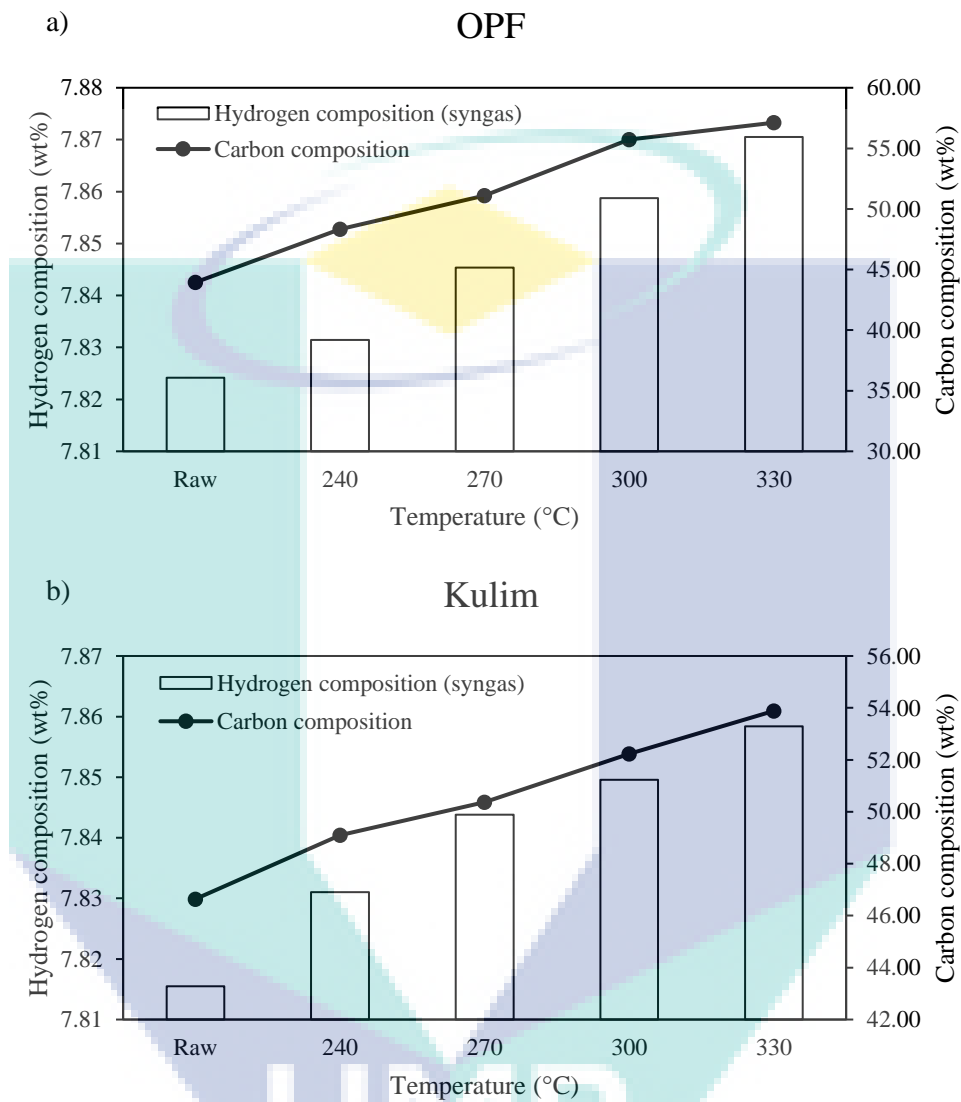 a)
OPF
Hydrogen composition (wt%)
7.88
7.87
7.86
7.85
7.84
7.83
7.82
7.81
Hydrogen composition (syngas)
Carbon composition
60.00
55.00
50.00
45.00
40.00
35.00
30.00
Carbon composition (wt%)
Raw 240 270 300 330
Temperature (°C)
b)
Kulim
Hydrogen composition (wt%)
7.87
7.86
7.85
7.84
7.83
7.82
7.81
Hydrogen composition (syngas)
Carbon composition
56.00
54.00
52.00
50.00
48.00
46.00
44.00
42.00
Carbon composition (wt%)
Raw 240 270 300 330
Temperature (°C)